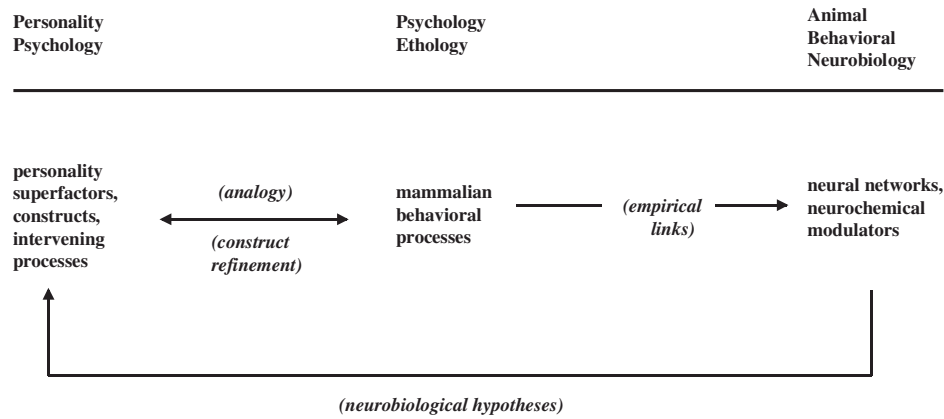 Personality
Psychology
Psychology
Ethology
Animal
Behavioral
Neurobiology
personality
superfactors,
constructs,
intervening
processes
(analogy)
(construct
refinement)
mammalian
behavioral
processes
(empirical
links)
neural networks,
neurochemical
modulators
(neurobiological hypotheses)